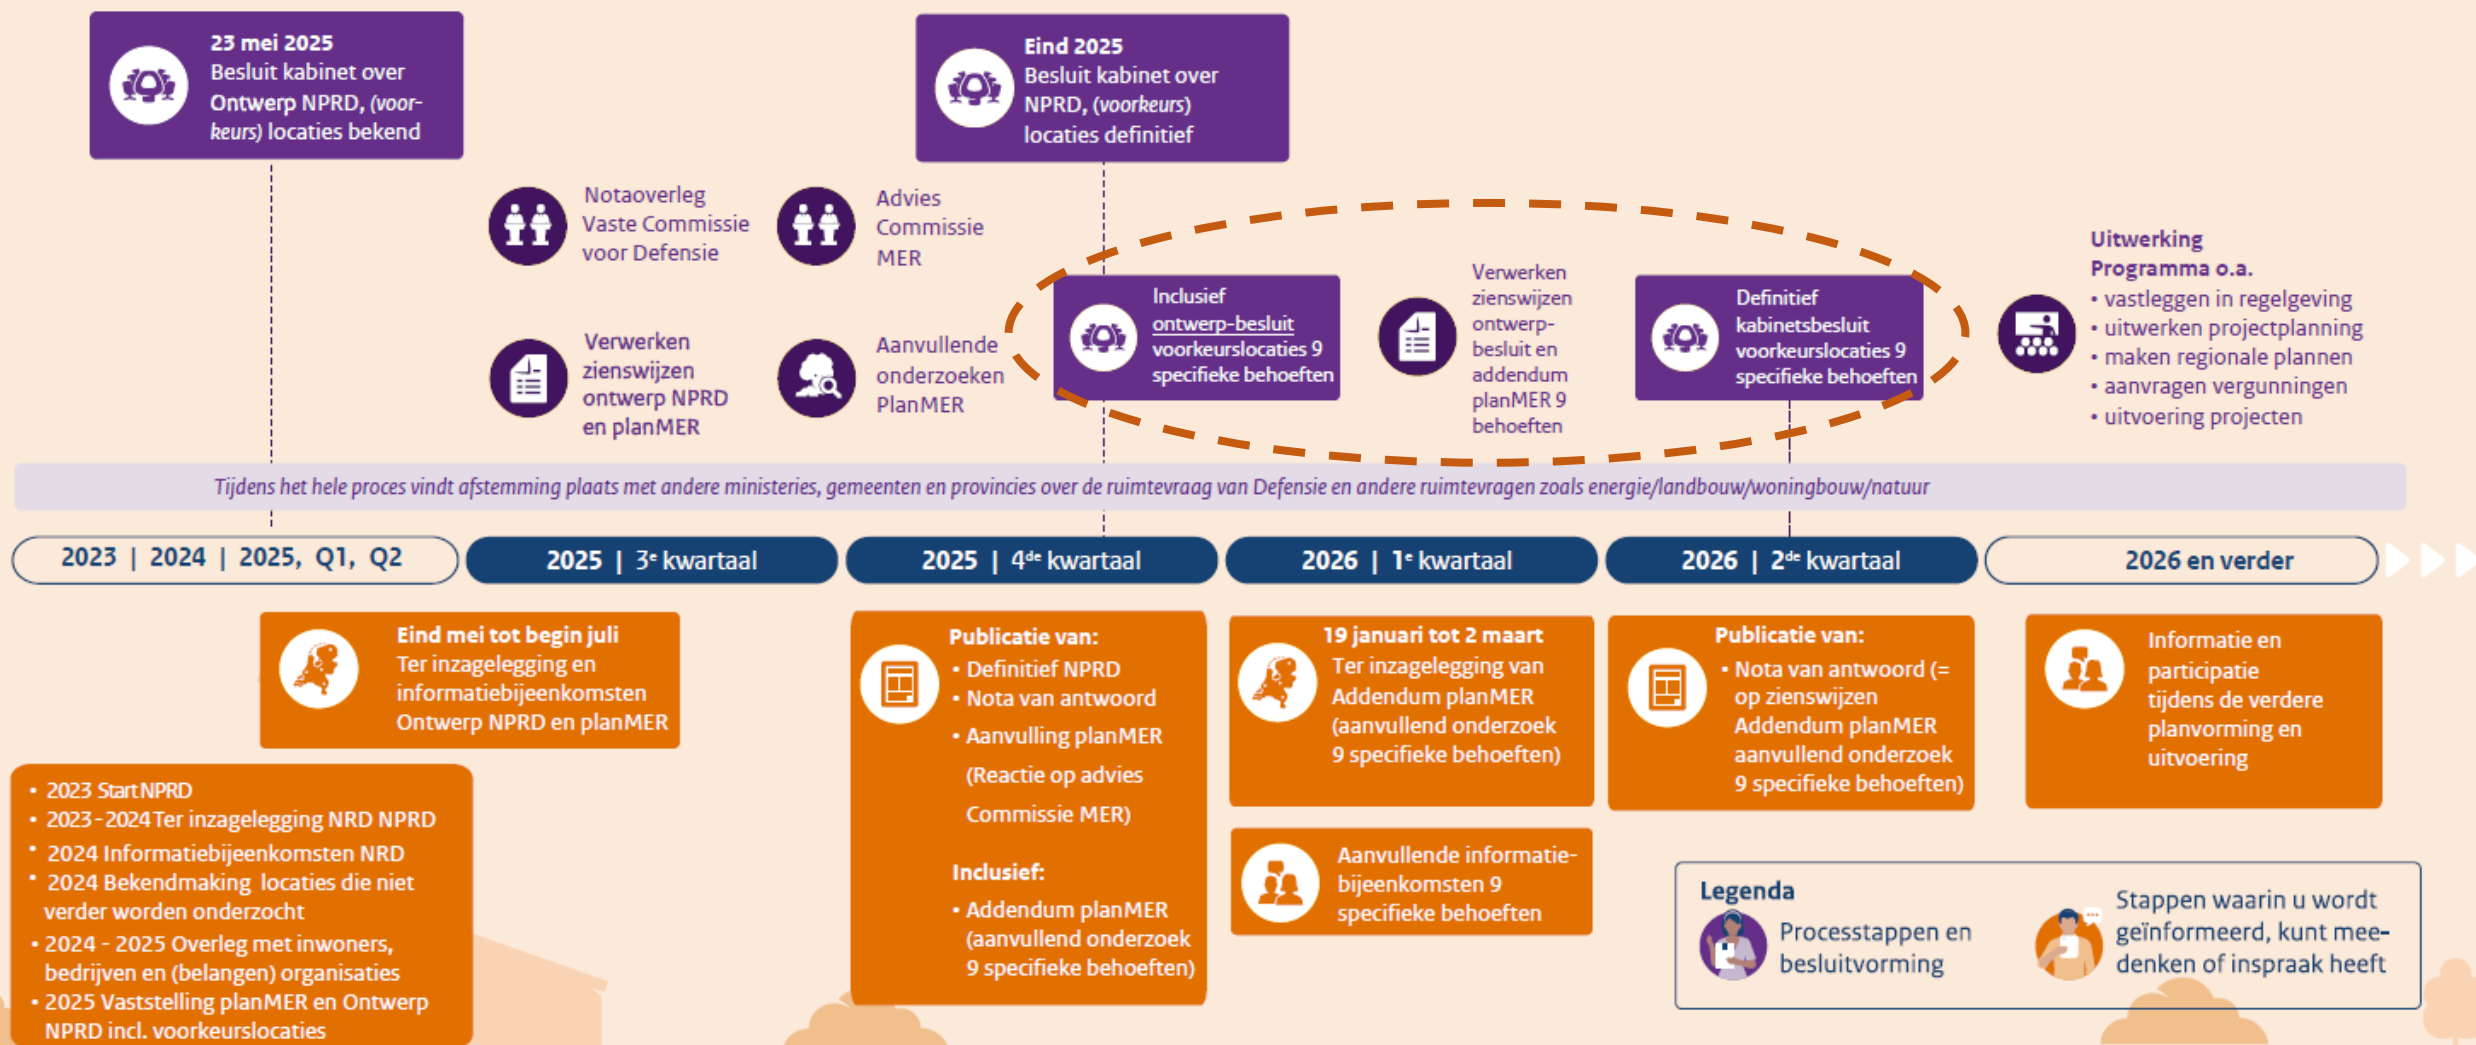 23 mei 2025
Besluit kabinet over
Ontwerp NPRD, (voor-
keurs) locaties bekend
Eind 2025
Besluit kabinet over
NPRD, (voorkeurs)
locaties definitief
Notaoverleg
Vaste Commissie
voor Defensie
Advies
Commissie
MER
Verwerken
zienswijzen
ontwerp NPRD
en planMER
Aanvullende
onderzoeken
PlanMER
Inclusief
ontwerp-besluit
voorkeurslocaties 9
specifieke behoeften
Verwerken
zienswijzen
ontwerp-
besluit en
addendum
planMER 9
behoeften
Definitief
kabinetsbesluit
voorkeurslocaties 9
specifieke behoeften
Uitwerking
Programma o.a.
• vastleggen in regelgeving
• uitwerken projectplanning
• maken regionale plannen
• aanvragen vergunningen
• uitvoering projecten
Tijdens het hele proces vindt afstemming plaats met andere ministeries, gemeenten en provincies over de ruimtevraag van Defensie en andere ruimtevragen zoals energie/landbouw/woningbouw/natuur
2023 | 2024 | 2025, Q1, Q2
2025 | 3e kwartaal
2025 | 4de kwartaal
2026 | 1e kwartaal
2026 | 2de kwartaal
2026 en verder
Eind mei tot begin juli
Ter inzagelegging en
informatiebijeenkomsten
Ontwerp NPRD en planMER
• 2023 Start NPRD
• 2023-2024 Ter inzagelegging NRD NPRD
• 2024 Informatiebijeenkomsten NRD
• 2024 Bekendmaking locaties die niet
verder worden onderzocht
• 2024 - 2025 Overleg met inwoners,
bedrijven en (belangen) organisaties
• 2025 Vaststelling planMER en Ontwerp
NPRD incl. voorkeurslocaties
Publicatie van:
• Definitief NPRD
• Nota van antwoord
• Aanvulling planMER
(Reactie op advies
Commissie MER)
Inclusief:
• Addendum planMER
(aanvullend onderzoek
9 specifieke behoeften)
19 januari tot 2 maart
Ter inzagelegging van
Addendum planMER
(aanvullend onderzoek
9 specifieke behoeften)
Aanvullende informatie-
bijeenkomsten 9
specifieke behoeften
Publicatie van:
• Nota van antwoord (=
op zienswijzen
Addendum planMER
aanvullend onderzoek
9 specifieke behoeften)
Informatie en
participatie
tijdens de verdere
planvorming en
uitvoering
Legenda
Processtappen en
besluitvorming
Stappen waarin u wordt
geïnformeerd, kunt mee-
denken of inspraak heeft